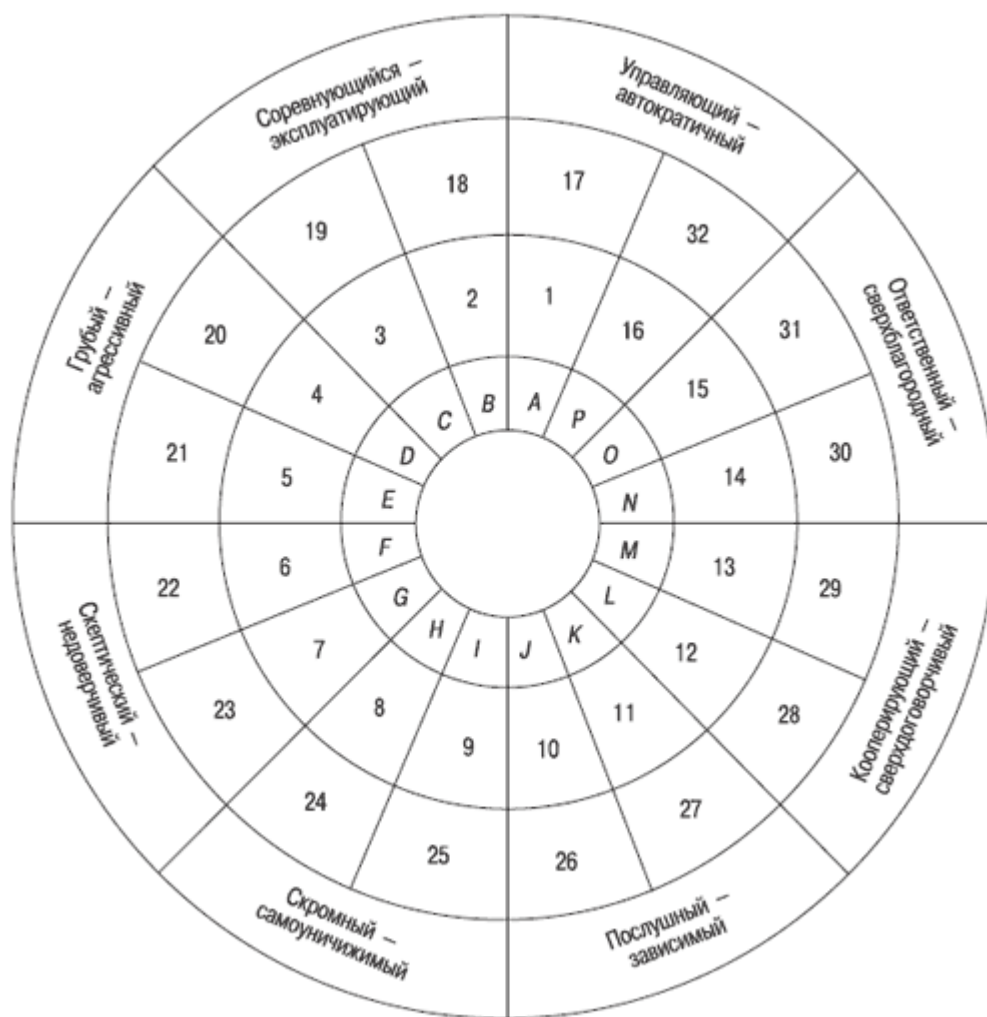 Соревнующийся –
эксплуатирующий
Управляющий –
автократичный
Ответственный –
сверхблагородный
Кооперирующий –
сверхдоговорчивый
Послушный –
зависимый
Скромный –
самоуничижимый
Скептический –
недоверчивый
Грубый –
агрессивный
18
17
19
32
20
31
21
30
22
29
23
28
24
27
25
26
2
1
3
16
4
15
5
14
6
13
7
12
8
11
9
10
B
A
C
P
D
O
E
N
F
M
G
L
H
K
I
J